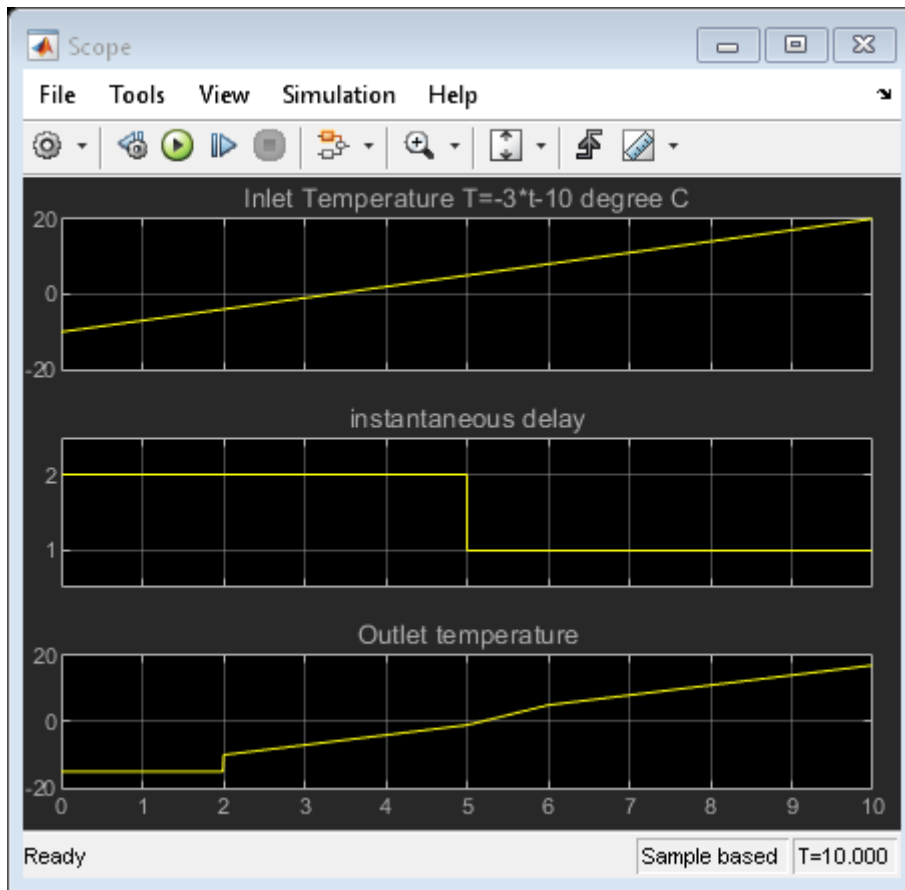 Scope
File Tools View Simulation Help
Inlet Temperature T=-3*t-10 degree C
20
0
-20
instantaneous delay
2
1
Outlet temperature
20
0
-20
0 1 2 3 4 5 6 7 8 9 10
Ready Sample based T=10.000